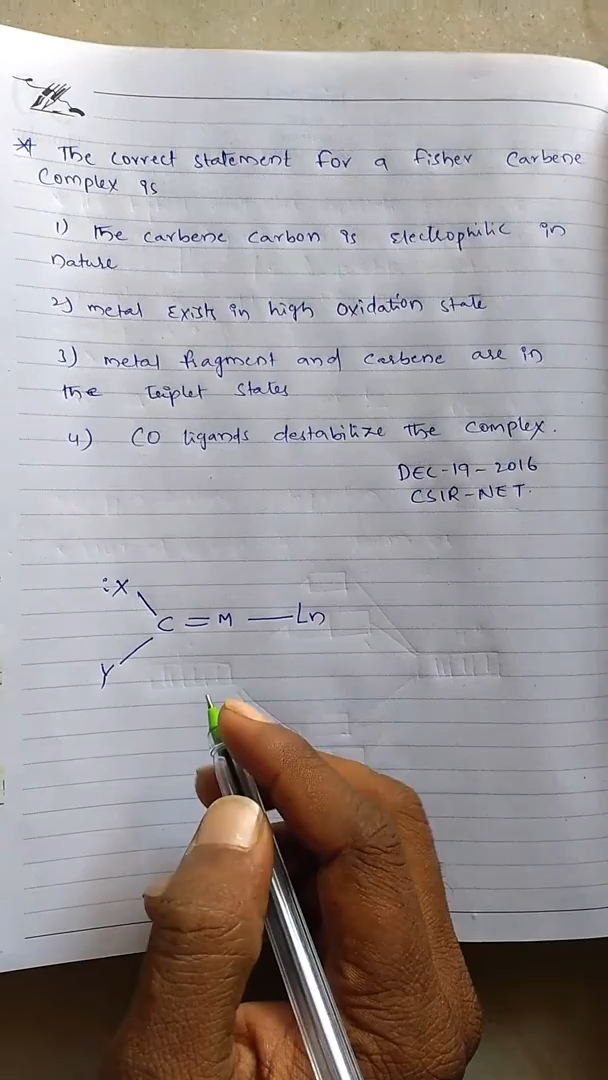 * The correct statement for a fisher carbene
Complex is
1) The carbene carbon is electrophilic in
nature
2) metal Exists in high oxidation state
3) metal fragment and carbene are in
the triplet states
4) CO ligands destabilize the complex.
DEC-19-2016
CSIR-NET.
:X
C = M — Ln
Y